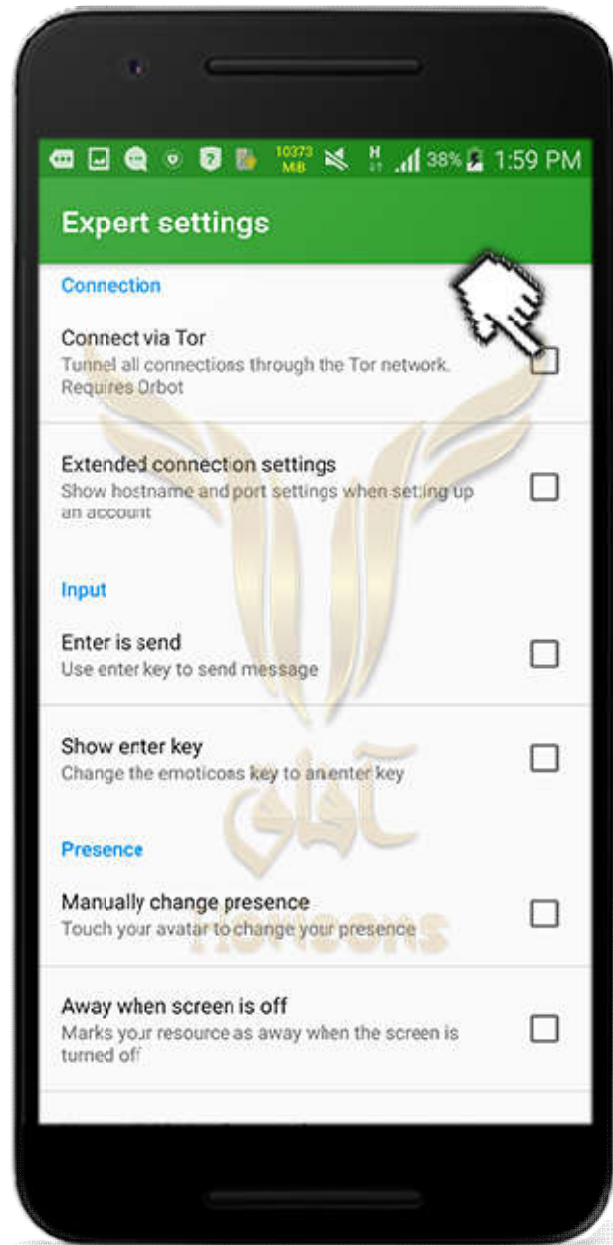 10373
MiB
H
38%
1:59 PM
Expert settings
Connection
Connect via Tor
Tunnel all connections through the Tor network.
Requires Orbot
Extended connection settings
Show hostname and port settings when setting up
an account
Input
Enter is send
Use enter key to send message
Show enter key
Change the emoticons key to an enter key
آفاق
Presence
Manually change presence
Touch your avatar to change your presence
HORIZONS
Away when screen is off
Marks your resource as away when the screen is
turned off